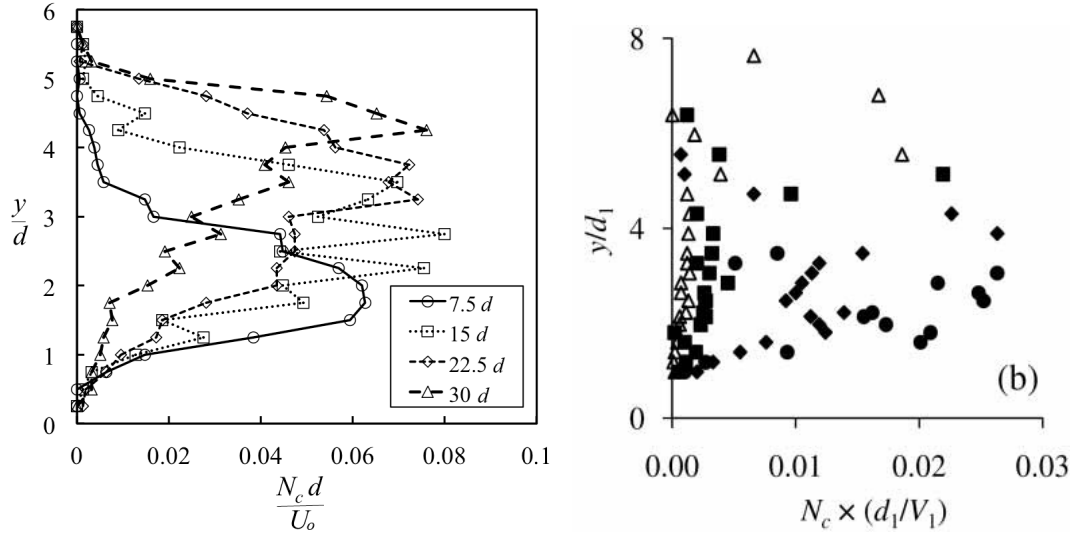 6
5
4
3
2
1
0
y
d
7.5 d
15 d
22.5 d
30 d
0 0.02 0.04 0.06 0.08 0.1
N_c d
U_o
8
4
0
y/d_1
(b)
0.00 0.01 0.02 0.03
N_c × (d_1/V_1)